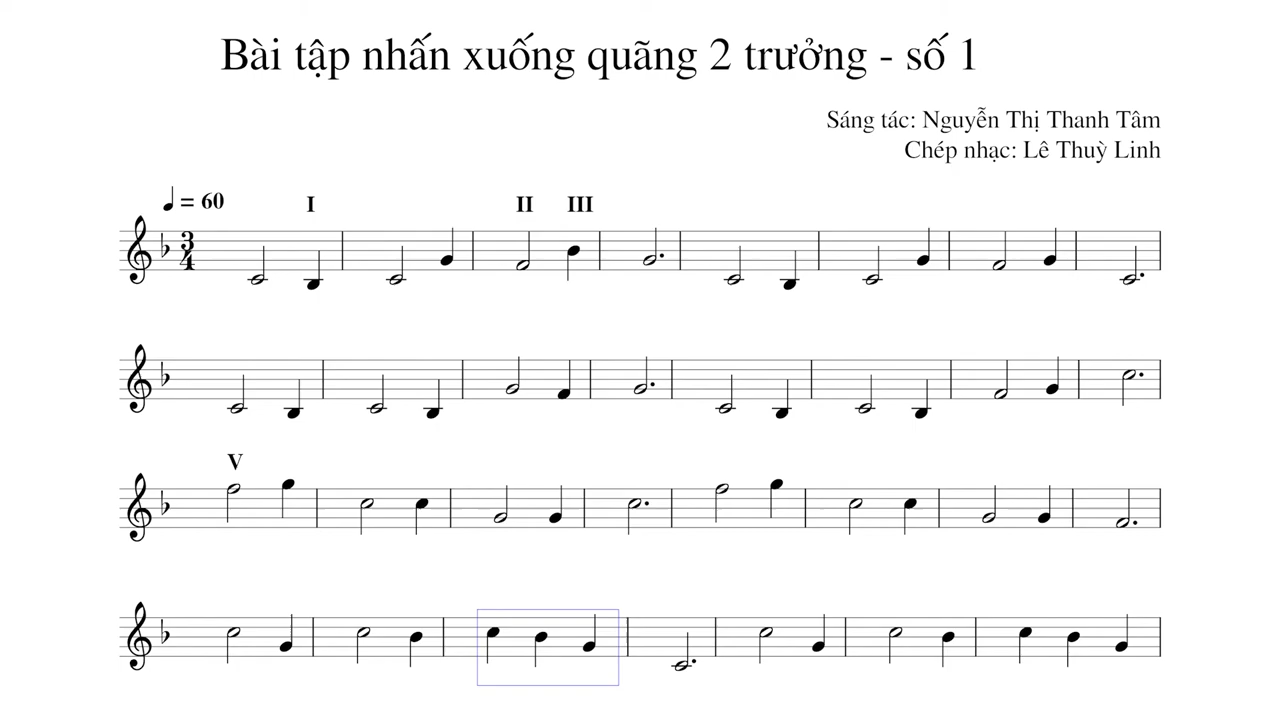 Bài tập nhấn xuống quãng 2 trưởng - số 1
Sáng tác: Nguyễn Thị Thanh Tâm
Chép nhạc: Lê Thuỳ Linh
♩ = 60 I II III
3
4
V